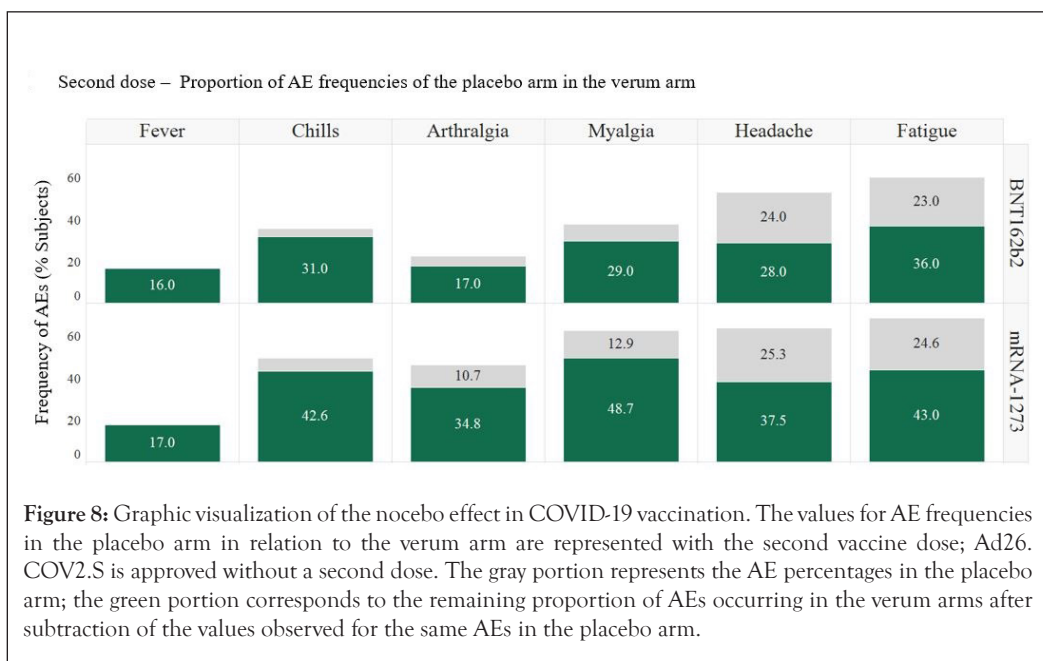 Second dose – Proportion of AE frequencies of the placebo arm in the verum arm
Fever Chills Arthralgia Myalgia Headache Fatigue
Frequency of AEs (% Subjects)
60
40
20
0
16.0 31.0 17.0 29.0 24.0 28.0 23.0 36.0
BNT162b2
60
40
20
0
17.0 42.6 10.7 34.8 12.9 48.7 25.3 37.5 24.6 43.0
mRNA-1273
Figure 8: Graphic visualization of the nocebo effect in COVID-19 vaccination. The values for AE frequencies
in the placebo arm in relation to the verum arm are represented with the second vaccine dose; Ad26.
COV2.S is approved without a second dose. The gray portion represents the AE percentages in the placebo
arm; the green portion corresponds to the remaining proportion of AEs occurring in the verum arms after
subtraction of the values observed for the same AEs in the placebo arm.